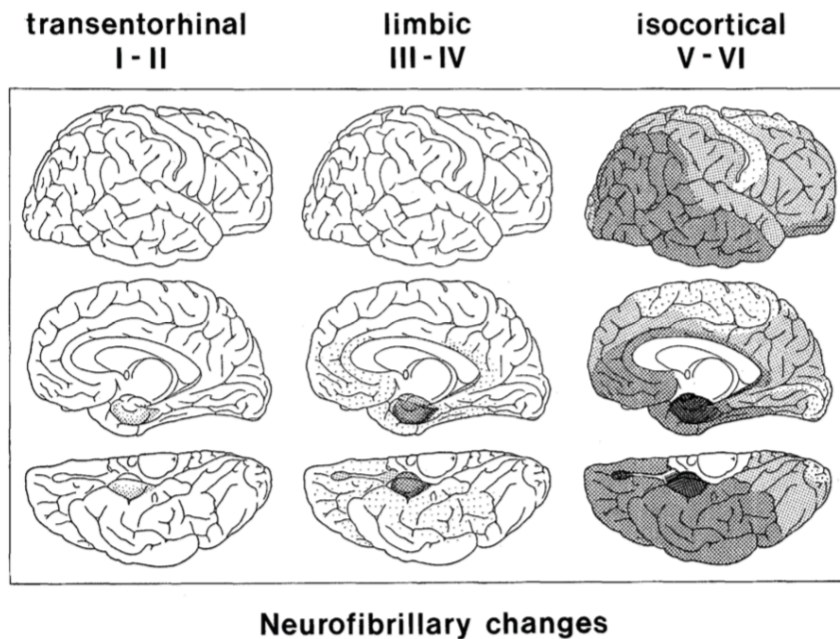 transentorhinal
I - II
limbic
III - IV
isocortical
V - VI
Neurofibrillary changes